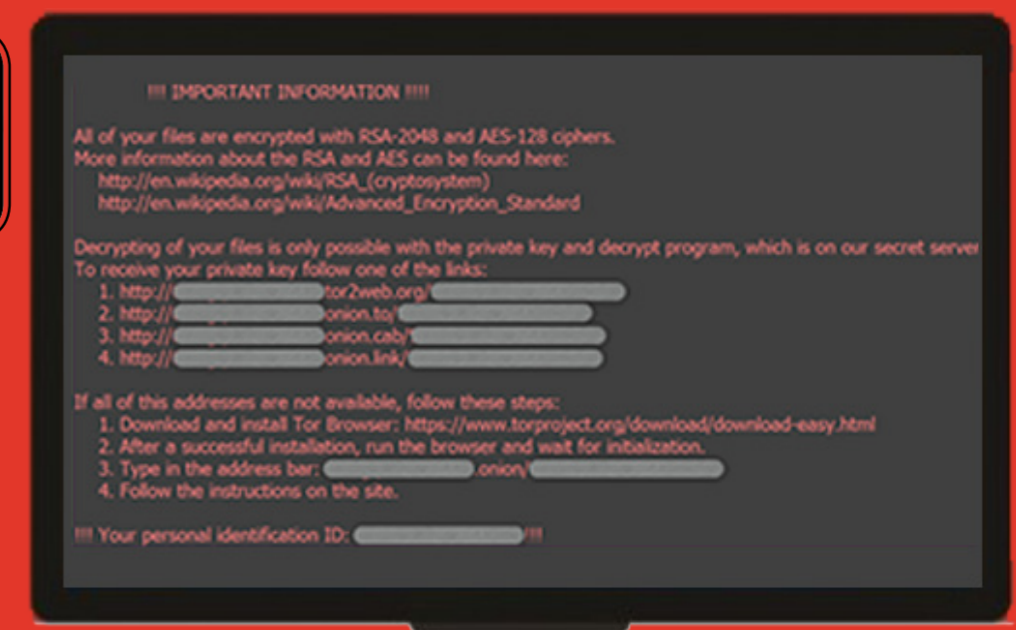 !!! IMPORTANT INFORMATION !!!!
All of your files are encrypted with RSA-2048 and AES-128 ciphers.
More information about the RSA and AES can be found here:
http://en.wikipedia.org/wiki/RSA_(cryptosystem)
http://en.wikipedia.org/wiki/Advanced_Encryption_Standard
Decrypting of your files is only possible with the private key and decrypt program, which is on our secret server
To receive your private key follow one of the links:
1. http:// tor2web.org/
2. http:// onion.to/
3. http:// onion.cab/
4. http:// onion.link/
If all of this addresses are not available, follow these steps:
1. Download and install Tor Browser: https://www.torproject.org/download/download-easy.html
2. After a successful installation, run the browser and wait for initialization.
3. Type in the address bar: .onion/
4. Follow the instructions on the site.
!!! Your personal identification ID: !!!